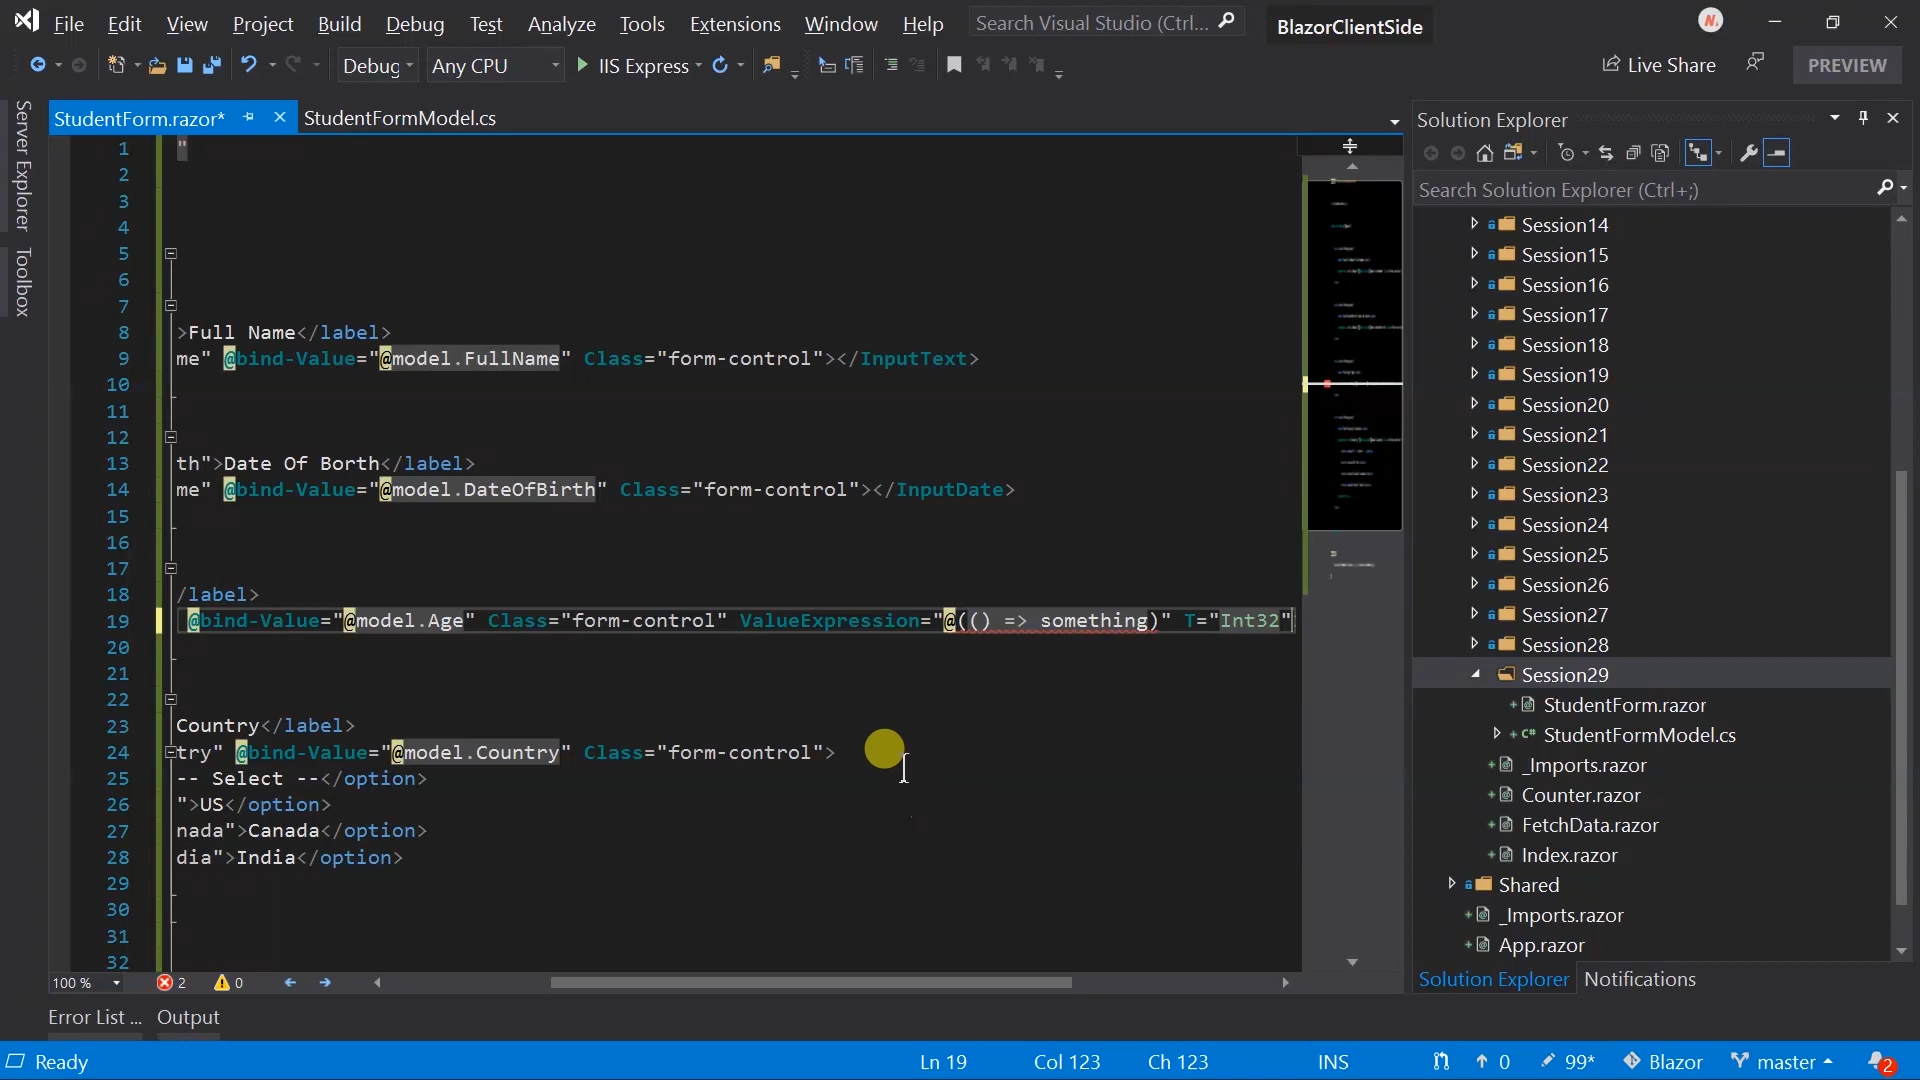 File Edit View Project Build Debug Test Analyze Tools Extensions Window Help Search Visual Studio (Ctrl... BlazorClientSide
Debug Any CPU IIS Express Live Share PREVIEW
Server Explorer
Toolbox
StudentForm.razor* StudentFormModel.cs
1 "
2
3
4
5
6
7
8 >Full Name</label>
9 me" @bind-Value="@model.FullName" Class="form-control"></InputText>
10
11
12
13 th">Date Of Borth</label>
14 me" @bind-Value="@model.DateOfBirth" Class="form-control"></InputDate>
15
16
17
18 /label>
19 @bind-Value="@model.Age" Class="form-control" ValueExpression="@(() => something)" T="Int32"
20
21
22
23 Country</label>
24 try" @bind-Value="@model.Country" Class="form-control">
25 -- Select --</option>
26 ">US</option>
27 nada">Canada</option>
28 dia">India</option>
29
30
31
32
100 % 2 0
Error List ... Output
Solution Explorer
Search Solution Explorer (Ctrl+;)
Session14
Session15
Session16
Session17
Session18
Session19
Session20
Session21
Session22
Session23
Session24
Session25
Session26
Session27
Session28
Session29
StudentForm.razor
C# StudentFormModel.cs
_Imports.razor
Counter.razor
FetchData.razor
Index.razor
Shared
_Imports.razor
App.razor
Solution Explorer Notifications
Ready Ln 19 Col 123 Ch 123 INS 0 99* Blazor master 2